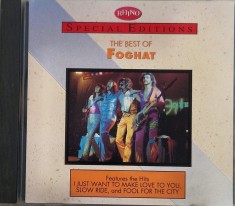 RHINO
SPECIAL EDITIONS
THE BEST OF
FOGHAT
Features the Hits
I JUST WANT TO MAKE LOVE TO YOU,
SLOW RIDE, and FOOL FOR THE CITY